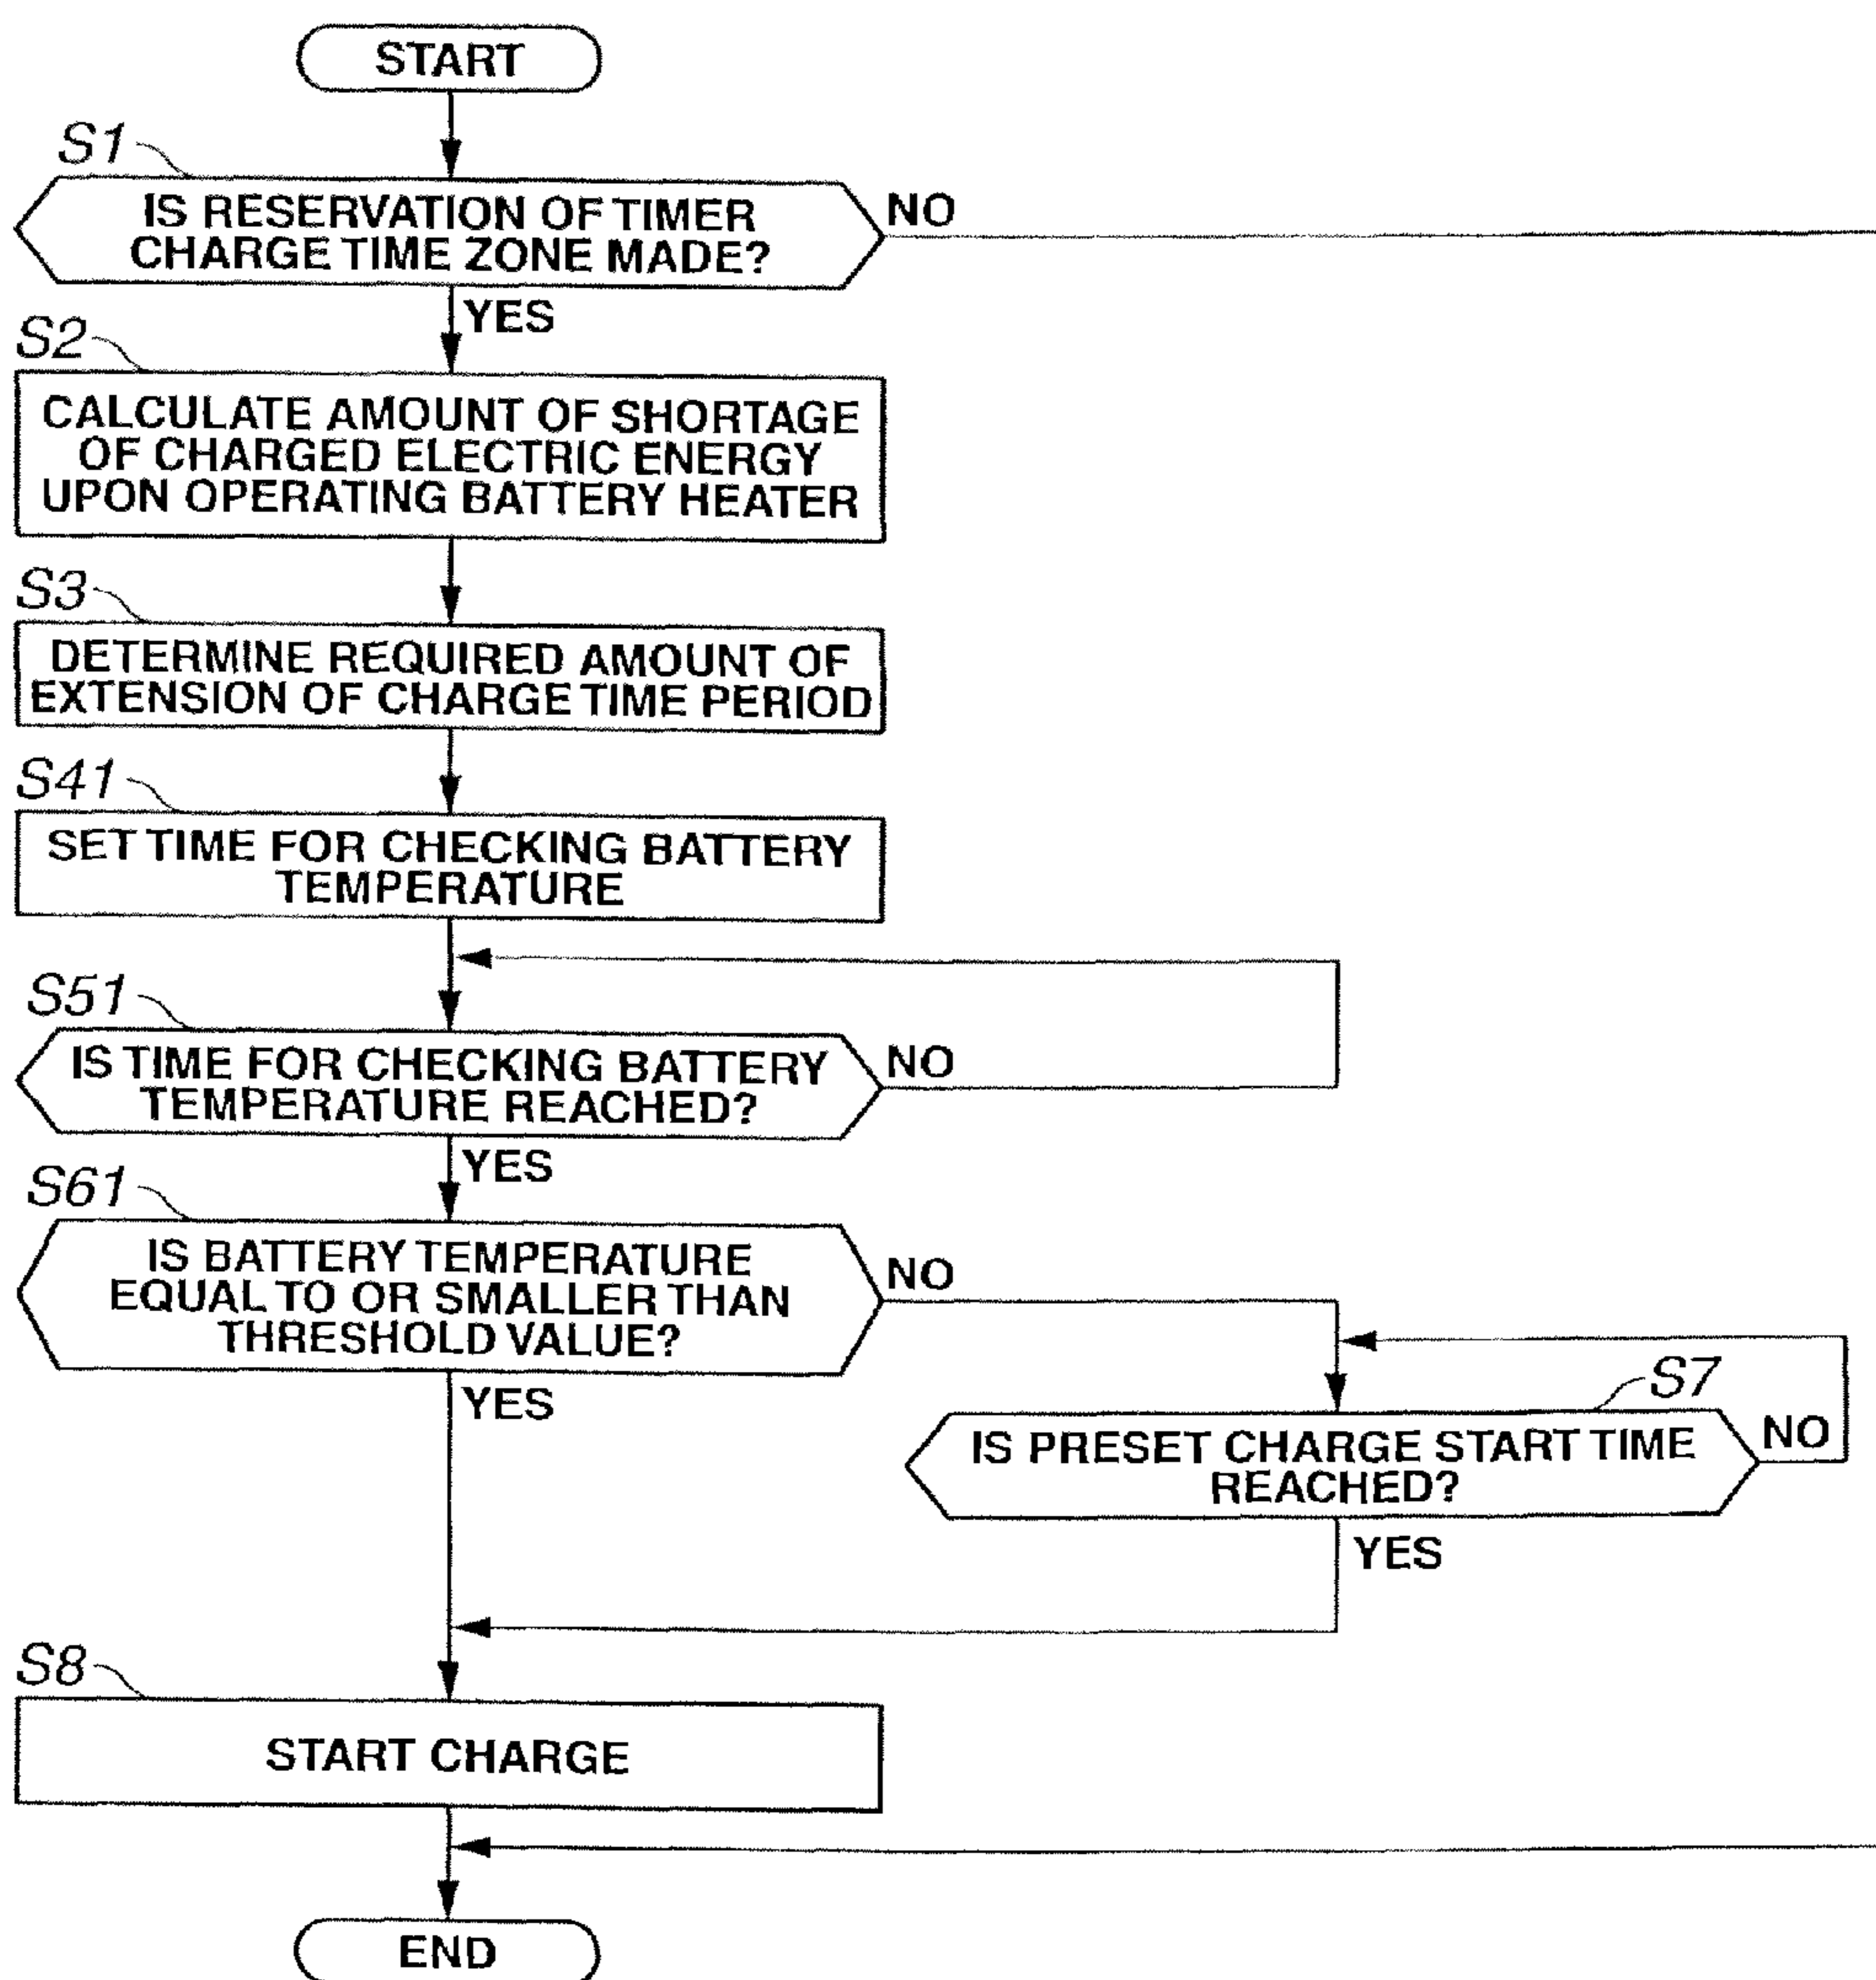 START
S1
IS RESERVATION OF TIMER
CHARGE TIME ZONE MADE?
NO
YES
S2
CALCULATE AMOUNT OF SHORTAGE
OF CHARGED ELECTRIC ENERGY
UPON OPERATING BATTERY HEATER
S3
DETERMINE REQUIRED AMOUNT OF
EXTENSION OF CHARGE TIME PERIOD
S41
SET TIME FOR CHECKING BATTERY
TEMPERATURE
S51
IS TIME FOR CHECKING BATTERY
TEMPERATURE REACHED?
NO
YES
S61
IS BATTERY TEMPERATURE
EQUAL TO OR SMALLER THAN
THRESHOLD VALUE?
NO
YES
S7
IS PRESET CHARGE START TIME
REACHED?
NO
YES
S8
START CHARGE
END